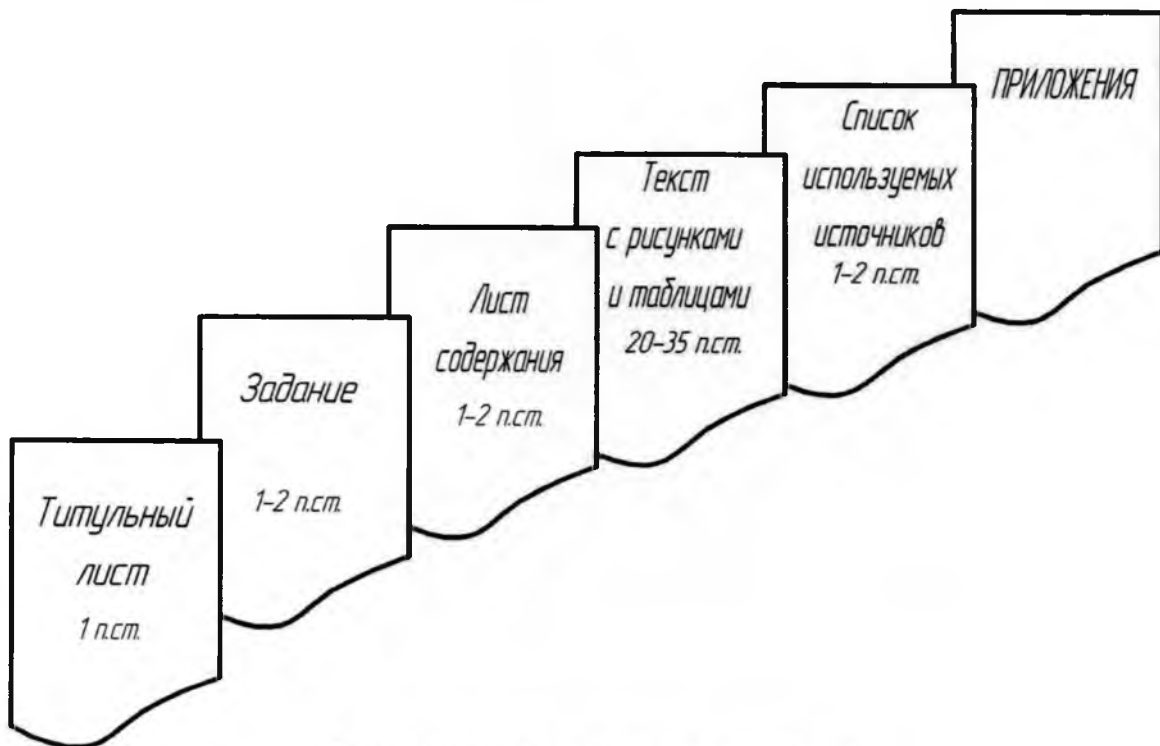 Титульный
лист
1 п.ст.
Задание
1-2 п.ст.
Лист
содержания
1-2 п.ст.
Текст
с рисунками
и таблицами
20-35 п.ст.
Список
используемых
источников
1-2 п.ст.
ПРИЛОЖЕНИЯ